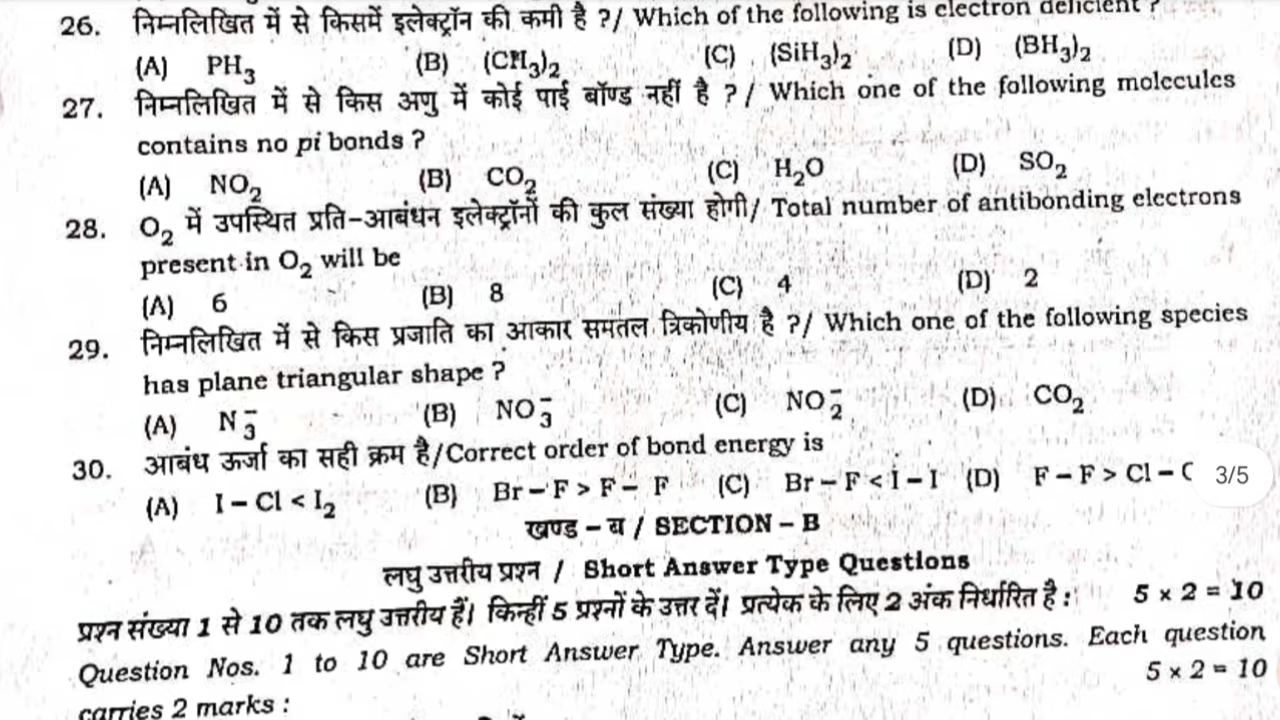 26. निम्नलिखित में से किसमें इलेक्ट्रॉन की कमी है ?/ Which of the following is electron deficient ?
(A) PH₃ (B) (CH₃)₂ (C) (SiH₃)₂ (D) (BH₃)₂
27. निम्नलिखित में से किस अणु में कोई पाई बॉण्ड नहीं है ?/ Which one of the following molecules
contains no pi bonds ?
(A) NO₂ (B) CO₂ (C) H₂O (D) SO₂
28. O₂ में उपस्थित प्रति-आबंधन इलेक्ट्रॉनों की कुल संख्या होगी/ Total number of antibonding electrons
present in O₂ will be
(A) 6 (B) 8 (C) 4 (D) 2
29. निम्नलिखित में से किस प्रजाति का आकार समतल त्रिकोणीय है ?/ Which one of the following species
has plane triangular shape ?
(A) N₃⁻ (B) NO₃⁻ (C) NO₂⁻ (D) CO₂
30. आबंध ऊर्जा का सही क्रम है/Correct order of bond energy is
(A) I – Cl < I₂ (B) Br – F > F – F (C) Br – F < I – I (D) F – F > Cl – C 3/5
खण्ड – ब / SECTION – B
लघु उत्तरीय प्रश्न / Short Answer Type Questions
प्रश्न संख्या 1 से 10 तक लघु उत्तरीय हैं। किन्हीं 5 प्रश्नों के उत्तर दें। प्रत्येक के लिए 2 अंक निर्धारित है : 5 × 2 = 10
Question Nos. 1 to 10 are Short Answer Type. Answer any 5 questions. Each question
carries 2 marks : 5 × 2 = 10